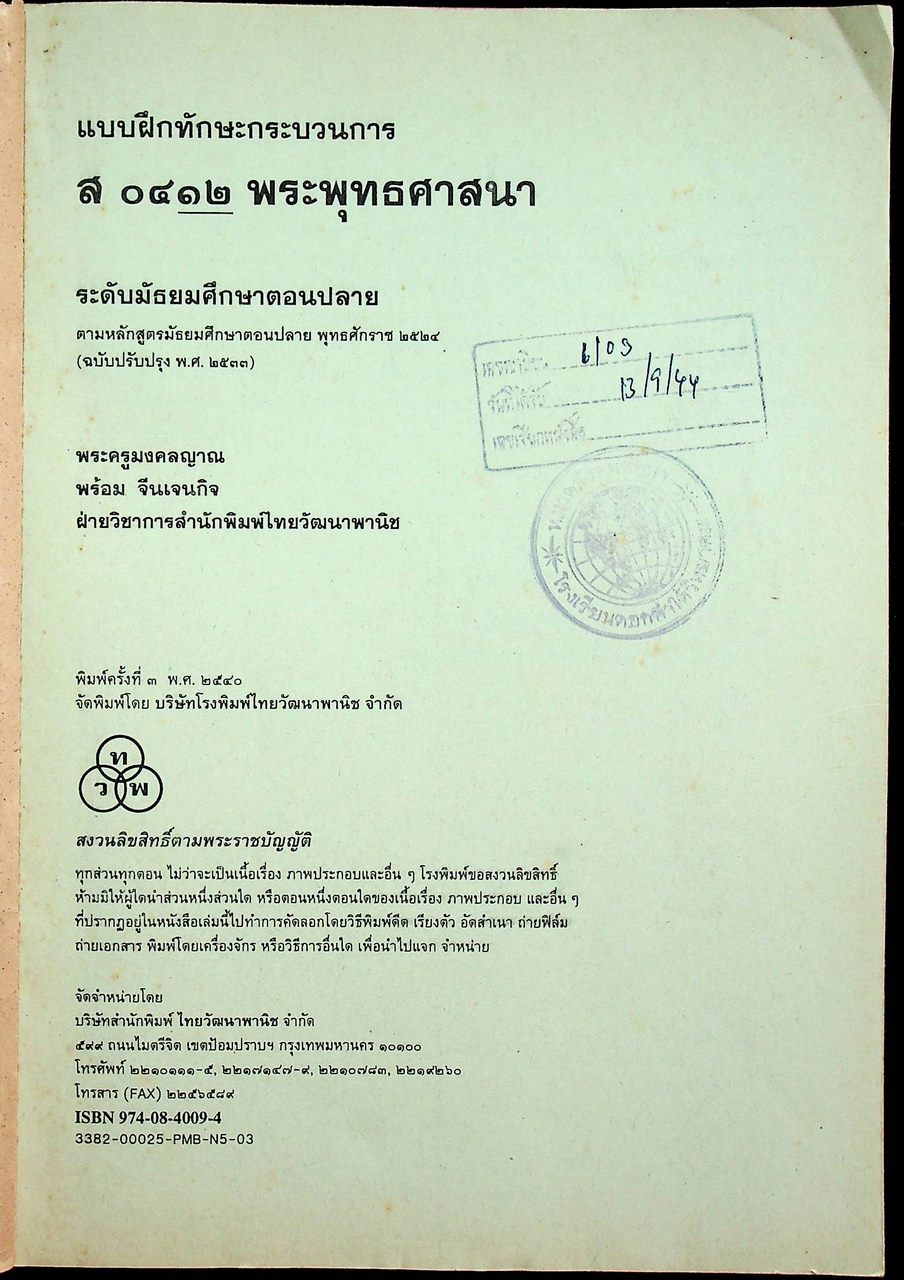 แบบฝึกทักษะกระบวนการ
ส ๐๔๑๒ พระพุทธศาสนา
ระดับมัธยมศึกษาตอนปลาย
ตามหลักสูตรมัธยมศึกษาตอนปลาย พุทธศักราช ๒๕๒๔
(ฉบับปรับปรุง พ.ศ. ๒๕๓๓)
13/9/44
พระครูมงคลญาณ
พร้อม จีนเจนกิจ
ฝ่ายวิชาการสำนักพิมพ์ไทยวัฒนาพานิช
พิมพ์ครั้งที่ ๓ พ.ศ. ๒๕๔๐
จัดพิมพ์โดย บริษัทโรงพิมพ์ไทยวัฒนาพานิช จำกัด
ท
ว พ
สงวนลิขสิทธิ์ตามพระราชบัญญัติ
ทุกส่วนทุกตอน ไม่ว่าจะเป็นเนื้อเรื่อง ภาพประกอบและอื่น ๆ โรงพิมพ์ขอสงวนลิขสิทธิ์
ห้ามมิให้ผู้ใดนำส่วนหนึ่งส่วนใด หรือตอนหนึ่งตอนใดของเนื้อเรื่อง ภาพประกอบ และอื่น ๆ
ที่ปรากฏอยู่ในหนังสือเล่มนี้ไปทำการคัดลอกโดยวิธีพิมพ์ดีด เรียงตัว อัดสำเนา ถ่ายฟิล์ม
ถ่ายเอกสาร พิมพ์โดยเครื่องจักร หรือวิธีการอื่นใด เพื่อนำไปแจก จำหน่าย
จัดจำหน่ายโดย
บริษัทสำนักพิมพ์ ไทยวัฒนาพานิช จำกัด
๕๙๙ ถนนไมตรีจิต เขตป้อมปราบฯ กรุงเทพมหานคร ๑๐๑๐๐
โทรศัพท์ ๒๒๑๐๑๑๑-๕, ๒๒๑๗๑๔๗-๙, ๒๒๑๐๗๘๓, ๒๒๑๙๒๖๐
โทรสาร (FAX) ๒๒๕๖๕๘๙
ISBN 974-08-4009-4
3382-00025-PMB-N5-03